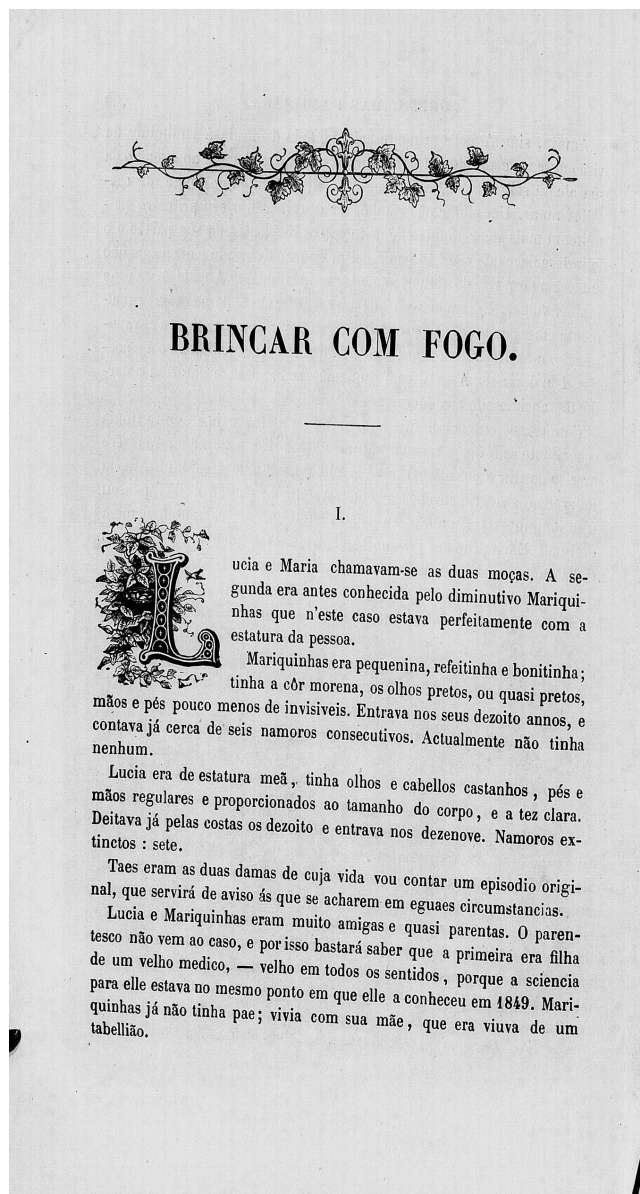 BRINCAR COM FOGO.
I.
Lucia e Maria chamavam-se as duas moças. A se-
gunda era antes conhecida pelo diminutivo Mariqui-
nhas que n'este caso estava perfeitamente com a
estatura da pessoa.
Mariquinhas era pequenina, refeitinha e bonitinha;
tinha a côr morena, os olhos pretos, ou quasi pretos,
mãos e pés pouco menos de invisiveis. Entrava nos seus dezoito annos, e
contava já cerca de seis namoros consecutivos. Actualmente não tinha
nenhum.
Lucia era de estatura meã, tinha olhos e cabellos castanhos, pés e
mãos regulares e proporcionados ao tamanho do corpo, e a tez clara.
Deitava já pelas costas os dezoito e entrava nos dezenove. Namoros ex-
tinctos : sete.
Taes eram as duas damas de cuja vida vou contar um episodio origi-
nal, que servirá de aviso ás que se acharem em eguaes circumstancias.
Lucia e Mariquinhas eram muito amigas e quasi parentas. O paren-
tesco não vem ao caso, e por isso bastará saber que a primeira era filha
de um velho medico, — velho em todos os sentidos, porque a sciencia
para elle estava no mesmo ponto em que elle a conheceu em 1849. Mari-
quinhas já não tinha pae; vivia com sua mãe, que era viuva de um
tabellião.